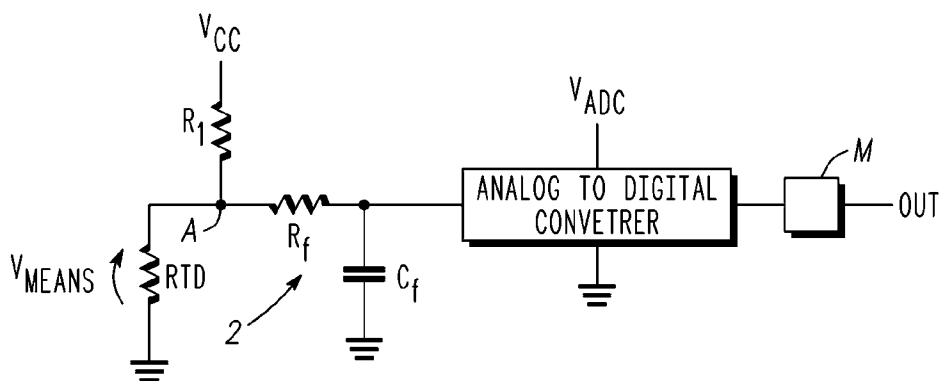 V_CC
R_1
A
R_f
V_MEANS
RTD
2
C_f
V_ADC
ANALOG TO DIGITAL
CONVETRER
M
OUT